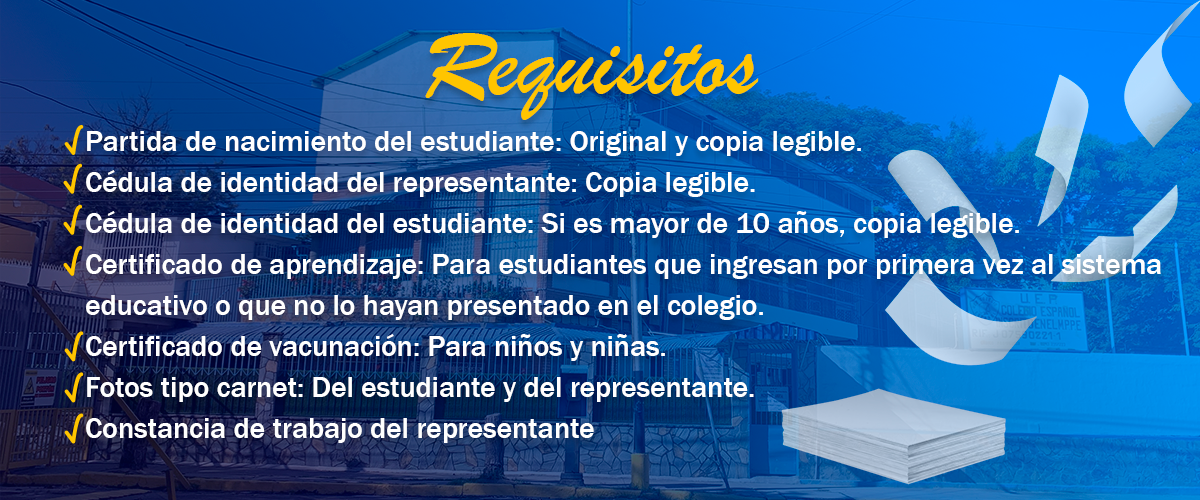 Requisitos
√ Partida de nacimiento del estudiante: Original y copia legible.
√ Cédula de identidad del representante: Copia legible.
√ Cédula de identidad del estudiante: Si es mayor de 10 años, copia legible.
√ Certificado de aprendizaje: Para estudiantes que ingresan por primera vez al sistema
educativo o que no lo hayan presentado en el colegio.
√ Certificado de vacunación: Para niños y niñas.
√ Fotos tipo carnet: Del estudiante y del representante.
√ Constancia de trabajo del representante
U.E.P.
COLEGIO ESPAÑOL